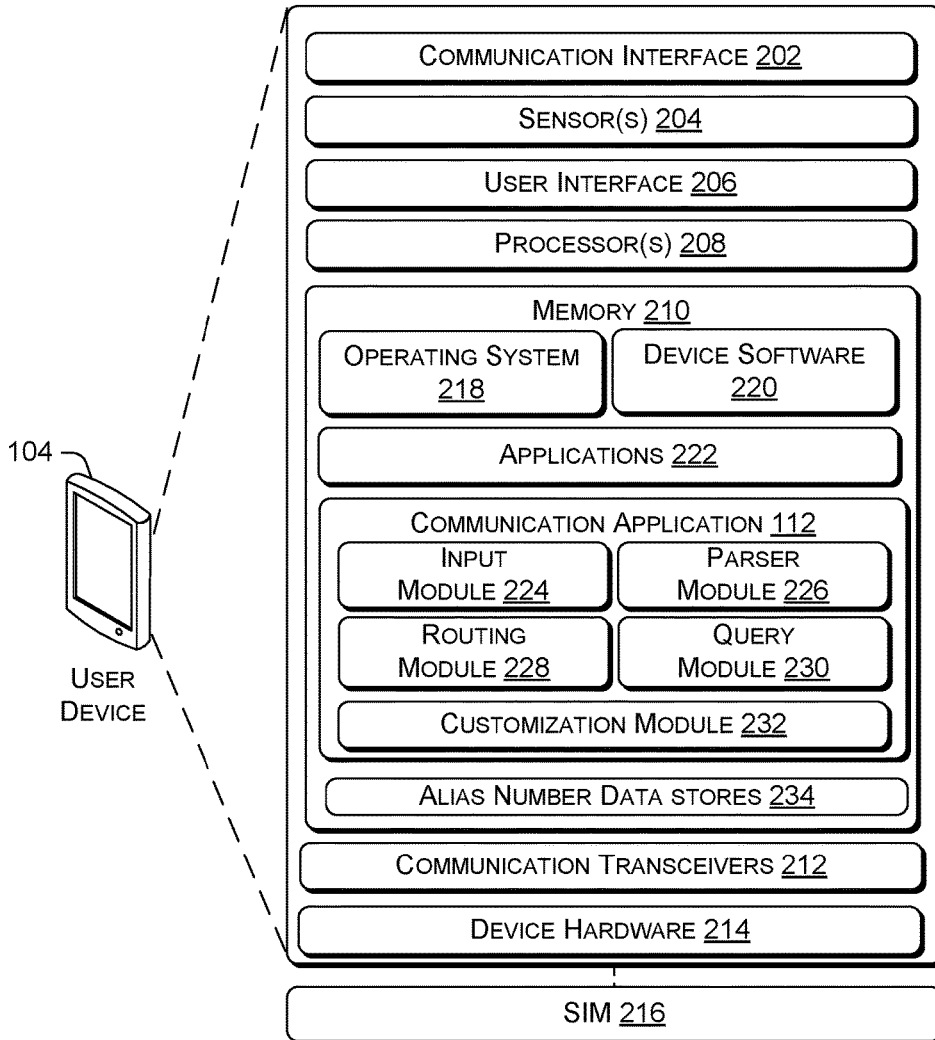 COMMUNICATION INTERFACE 202
SENSOR(S) 204
USER INTERFACE 206
PROCESSOR(S) 208
MEMORY 210
OPERATING SYSTEM
218
DEVICE SOFTWARE
220
APPLICATIONS 222
COMMUNICATION APPLICATION 112
INPUT
MODULE 224
PARSER
MODULE 226
ROUTING
MODULE 228
QUERY
MODULE 230
CUSTOMIZATION MODULE 232
ALIAS NUMBER DATA STORES 234
COMMUNICATION TRANSCEIVERS 212
DEVICE HARDWARE 214
SIM 216
104
USER
DEVICE